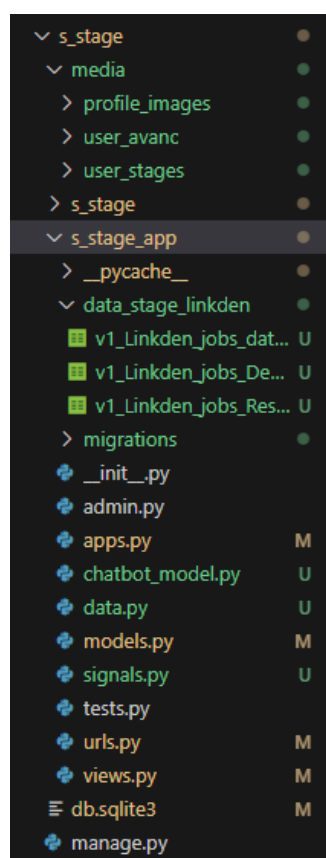 s_stage
media
profile_images
user_avanc
user_stages
s_stage
s_stage_app
__pycache__
data_stage_linkden
v1_Linkden_jobs_dat... U
v1_Linkden_jobs_De... U
v1_Linkden_jobs_Res... U
migrations
__init__.py
admin.py
apps.py M
chatbot_model.py U
data.py U
models.py M
signals.py U
tests.py
urls.py M
views.py M
db.sqlite3 M
manage.py